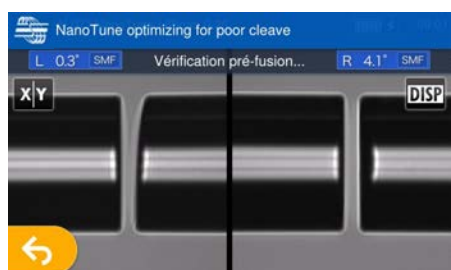 NanoTune optimizing for poor cleave
L 0.3° SMF Vérification pré-fusion... R 4.1° SMF
X Y DISP